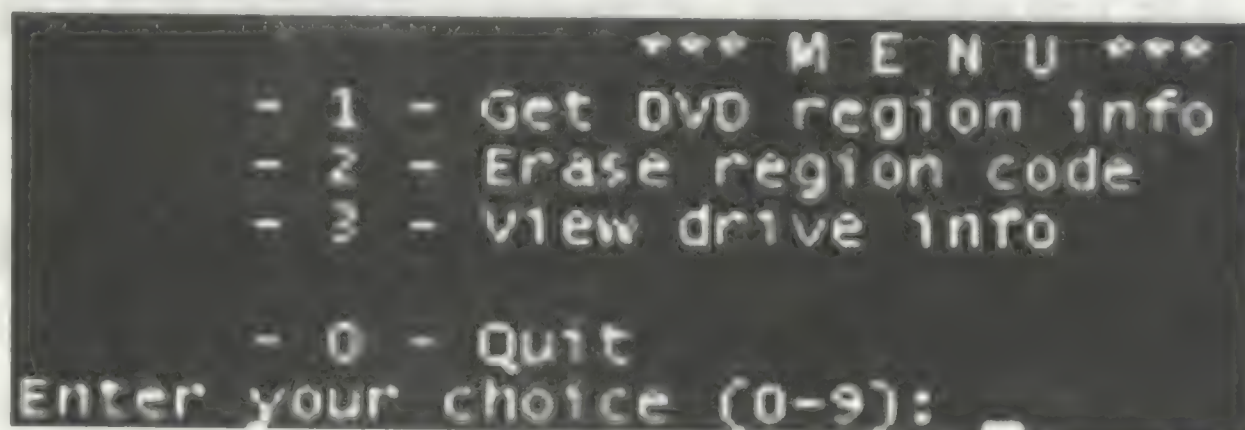 *** M E N U ***
- 1 - Get DVD region info
- 2 - Erase region code
- 3 - View drive info
- 0 - Quit
Enter your choice (0-9): _